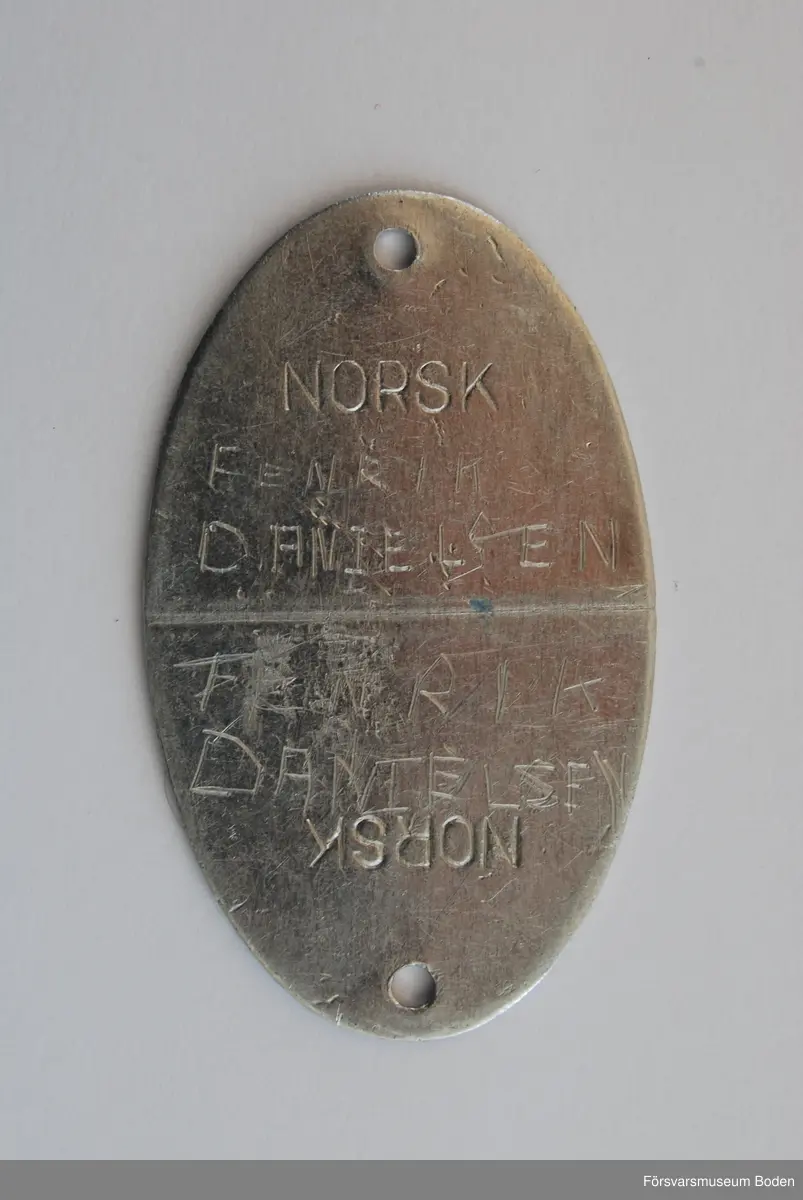 NORSK
FENRIK
DANIELSEN
FENRIK
DANIELSEN
NORSK
Försvarsmuseum Boden